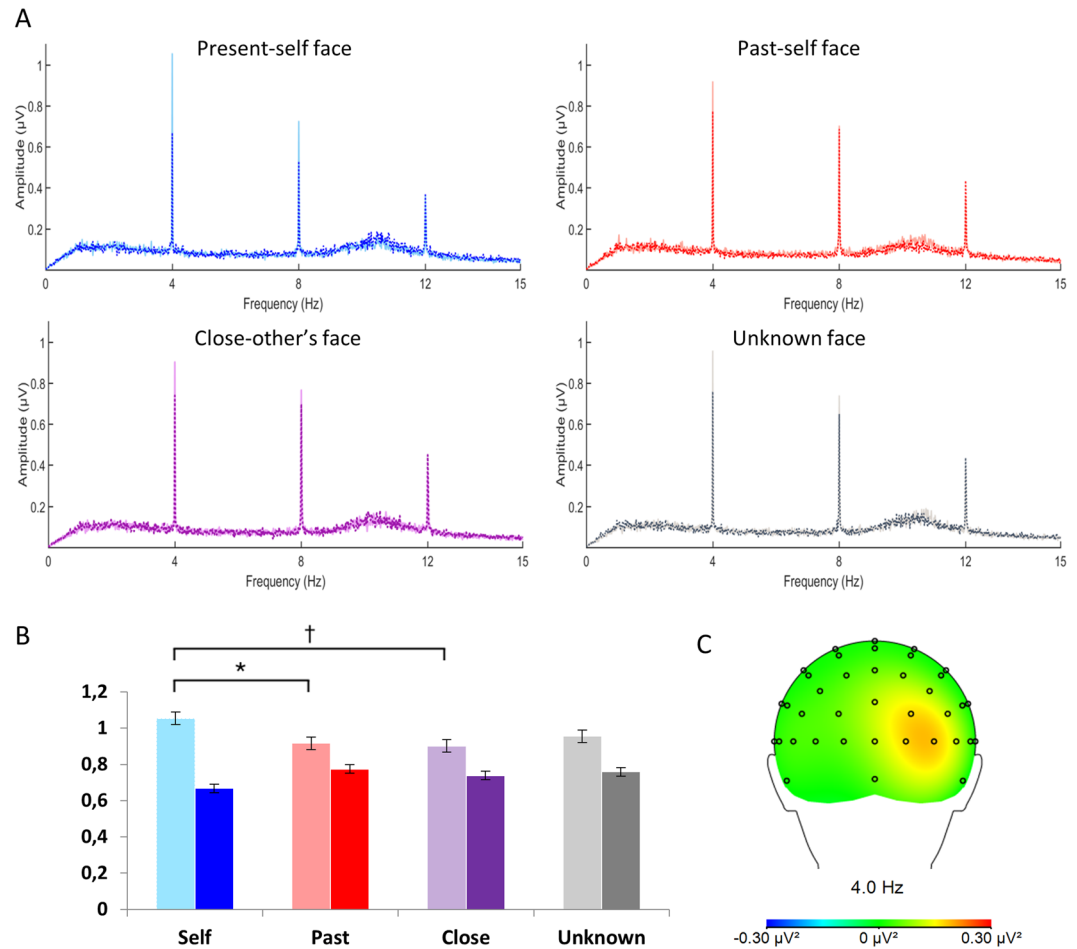 A
Present-self face
Amplitude (µV)
1
0.8
0.6
0.4
0.2
0 4 8 12 15
Frequency (Hz)
Past-self face
Amplitude (µV)
1
0.8
0.6
0.4
0.2
0 4 8 12 15
Frequency (Hz)
Close-other’s face
Amplitude (µV)
1
0.8
0.6
0.4
0.2
0 4 8 12 15
Frequency (Hz)
Unknown face
Amplitude (µV)
1
0.8
0.6
0.4
0.2
0 4 8 12 15
Frequency (Hz)
B
†
*
1,2
1
0,8
0,6
0,4
0,2
0
Self Past Close Unknown
C
4.0 Hz
-0.30 µV² 0 µV² 0.30 µV²